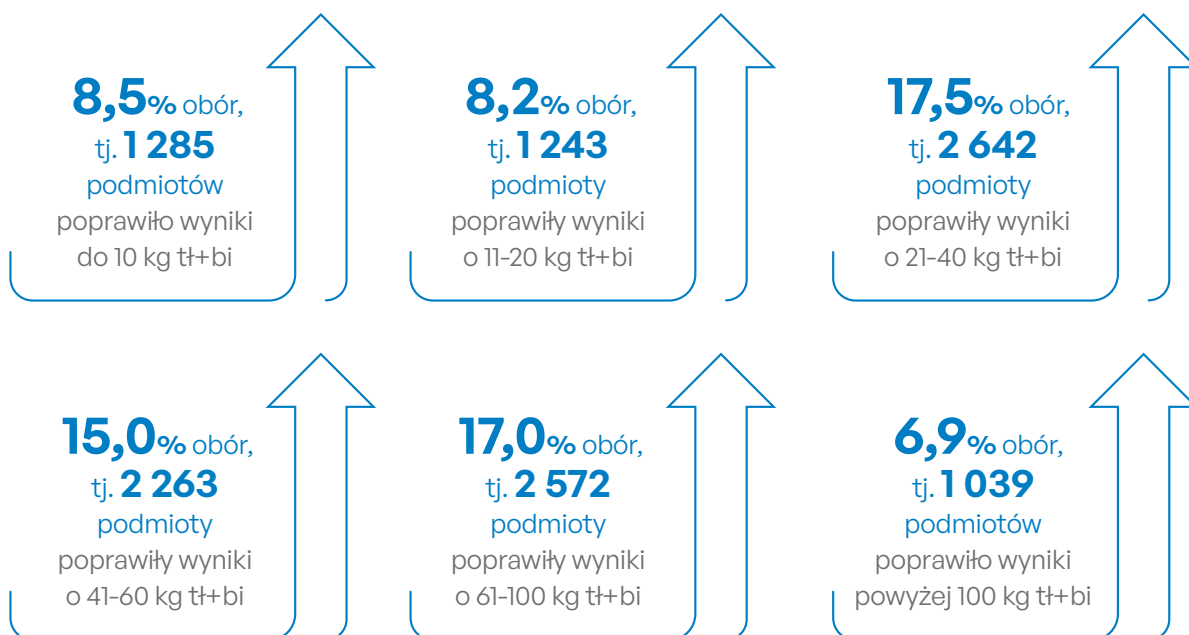 8,5% obór,
tj. 1 285
podmiotów
poprawiło wyniki
do 10 kg tł+bi
8,2% obór,
tj. 1 243
podmioty
poprawiły wyniki
o 11-20 kg tł+bi
17,5% obór,
tj. 2 642
podmioty
poprawiły wyniki
o 21-40 kg tł+bi
15,0% obór,
tj. 2 263
podmioty
poprawiły wyniki
o 41-60 kg tł+bi
17,0% obór,
tj. 2 572
podmioty
poprawiły wyniki
o 61-100 kg tł+bi
6,9% obór,
tj. 1 039
podmiotów
poprawiło wyniki
powyżej 100 kg tł+bi